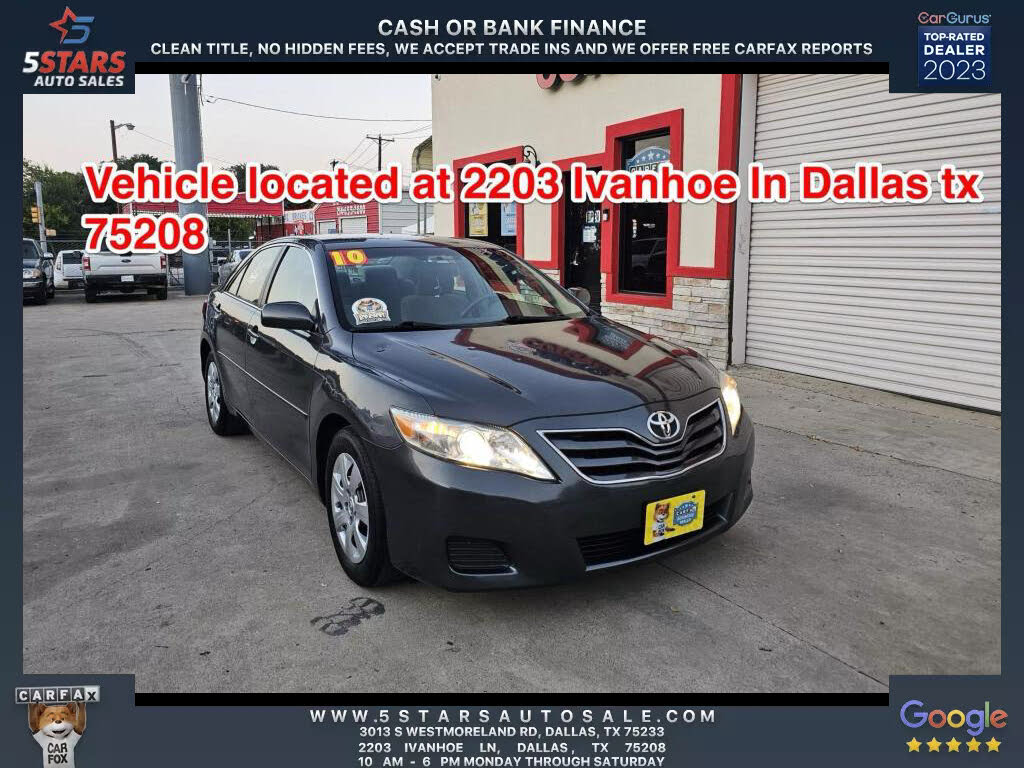 5STARS
AUTO SALES
CASH OR BANK FINANCE
CLEAN TITLE, NO HIDDEN FEES, WE ACCEPT TRADE INS AND WE OFFER FREE CARFAX REPORTS
CarGurus
TOP-RATED
DEALER
2023
Vehicle located at 2203 Ivanhoe ln Dallas tx
75208
10
CARFAX
CAR
FOX
WWW.5STARSAUTOSALE.COM
3013 S WESTMORELAND RD, DALLAS, TX 75233
2203 IVANHOE LN, DALLAS, TX 75208
10 AM - 6 PM MONDAY THROUGH SATURDAY
Google